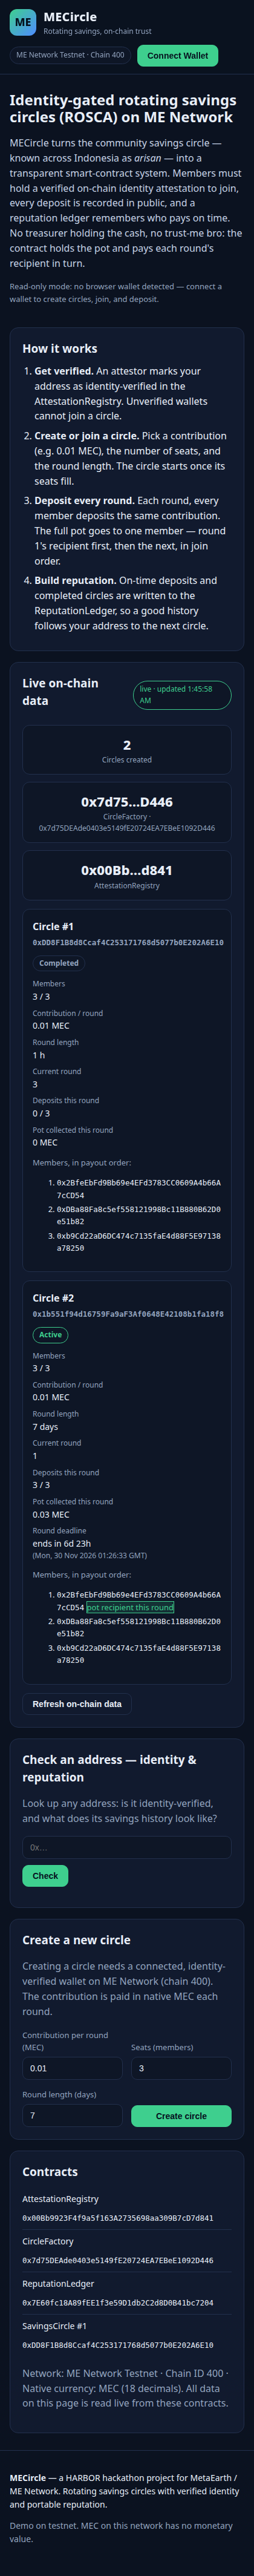 ME
MECircle
Rotating savings, on-chain trust
ME Network Testnet · Chain 400
Connect Wallet
Identity-gated rotating savings
circles (ROSCA) on ME Network
MECircle turns the community savings circle —
known across Indonesia as arisan — into a
transparent smart-contract system. Members must
hold a verified on-chain identity attestation to join,
every deposit is recorded in public, and a
reputation ledger remembers who pays on time.
No treasurer holding the cash, no trust-me bro: the
contract holds the pot and pays each round's
recipient in turn.
Read-only mode: no browser wallet detected — connect a
wallet to create circles, join, and deposit.
How it works
1. Get verified. An attestor marks your
address as identity-verified in the
AttestationRegistry. Unverified wallets
cannot join a circle.
2. Create or join a circle. Pick a contribution
(e.g. 0.01 MEC), the number of seats, and
the round length. The circle starts once its
seats fill.
3. Deposit every round. Each round, every
member deposits the same contribution.
The full pot goes to one member — round
1's recipient first, then the next, in join
order.
4. Build reputation. On-time deposits and
completed circles are written to the
ReputationLedger, so a good history
follows your address to the next circle.
Live on-chain
data
live · updated 1:45:58
AM
2
Circles created
0x7d75…D446
CircleFactory ·
0x7d75DEAde0403e5149fE20724EA7EBeE1092D446
0x00Bb…d841
AttestationRegistry
Circle #1
0xDD8F1B8d8Ccaf4C253171768d5077b0E202A6E10
Completed
Members
3 / 3
Contribution / round
0.01 MEC
Round length
1 h
Current round
3
Deposits this round
0 / 3
Pot collected this round
0 MEC
Members, in payout order:
1. 0x2BfeEbFd9Bb69e4EFd3783CC0609A4b66A
7cCD54
2. 0xDBa88Fa8c5ef558121998Bc11B880B62D0
e51b82
3. 0xb9Cd22aD6DC474c7135faE4d88F5E97138
a78250
Circle #2
0x1b551f94d16759Fa9aF3Af0648E42108b1fa18f8
Active
Members
3 / 3
Contribution / round
0.01 MEC
Round length
7 days
Current round
1
Deposits this round
3 / 3
Pot collected this round
0.03 MEC
Round deadline
ends in 6d 23h
(Mon, 30 Nov 2026 01:26:33 GMT)
Members, in payout order:
1. 0x2BfeEbFd9Bb69e4EFd3783CC0609A4b66A
7cCD54 pot recipient this round
2. 0xDBa88Fa8c5ef558121998Bc11B880B62D0
e51b82
3. 0xb9Cd22aD6DC474c7135faE4d88F5E97138
a78250
Refresh on-chain data
Check an address — identity &
reputation
Look up any address: is it identity-verified,
and what does its savings history look like?
0x…
Check
Create a new circle
Creating a circle needs a connected, identity-
verified wallet on ME Network (chain 400).
The contribution is paid in native MEC each
round.
Contribution per round
(MEC)
Seats (members)
0.01
3
Round length (days)
7
Create circle
Contracts
AttestationRegistry
0x00Bb9923F4f9a5f163A2735698aa309B7cD7d841
CircleFactory
0x7d75DEAde0403e5149fE20724EA7EBeE1092D446
ReputationLedger
0x7E60fc18A89fEE1f3e59D1db2C2d8D0B41bc7204
SavingsCircle #1
0xDD8F1B8d8Ccaf4C253171768d5077b0E202A6E10
Network: ME Network Testnet · Chain ID 400 ·
Native currency: MEC (18 decimals). All data
on this page is read live from these contracts.
MECircle — a HARBOR hackathon project for MetaEarth /
ME Network. Rotating savings circles with verified identity
and portable reputation.
Demo on testnet. MEC on this network has no monetary
value.